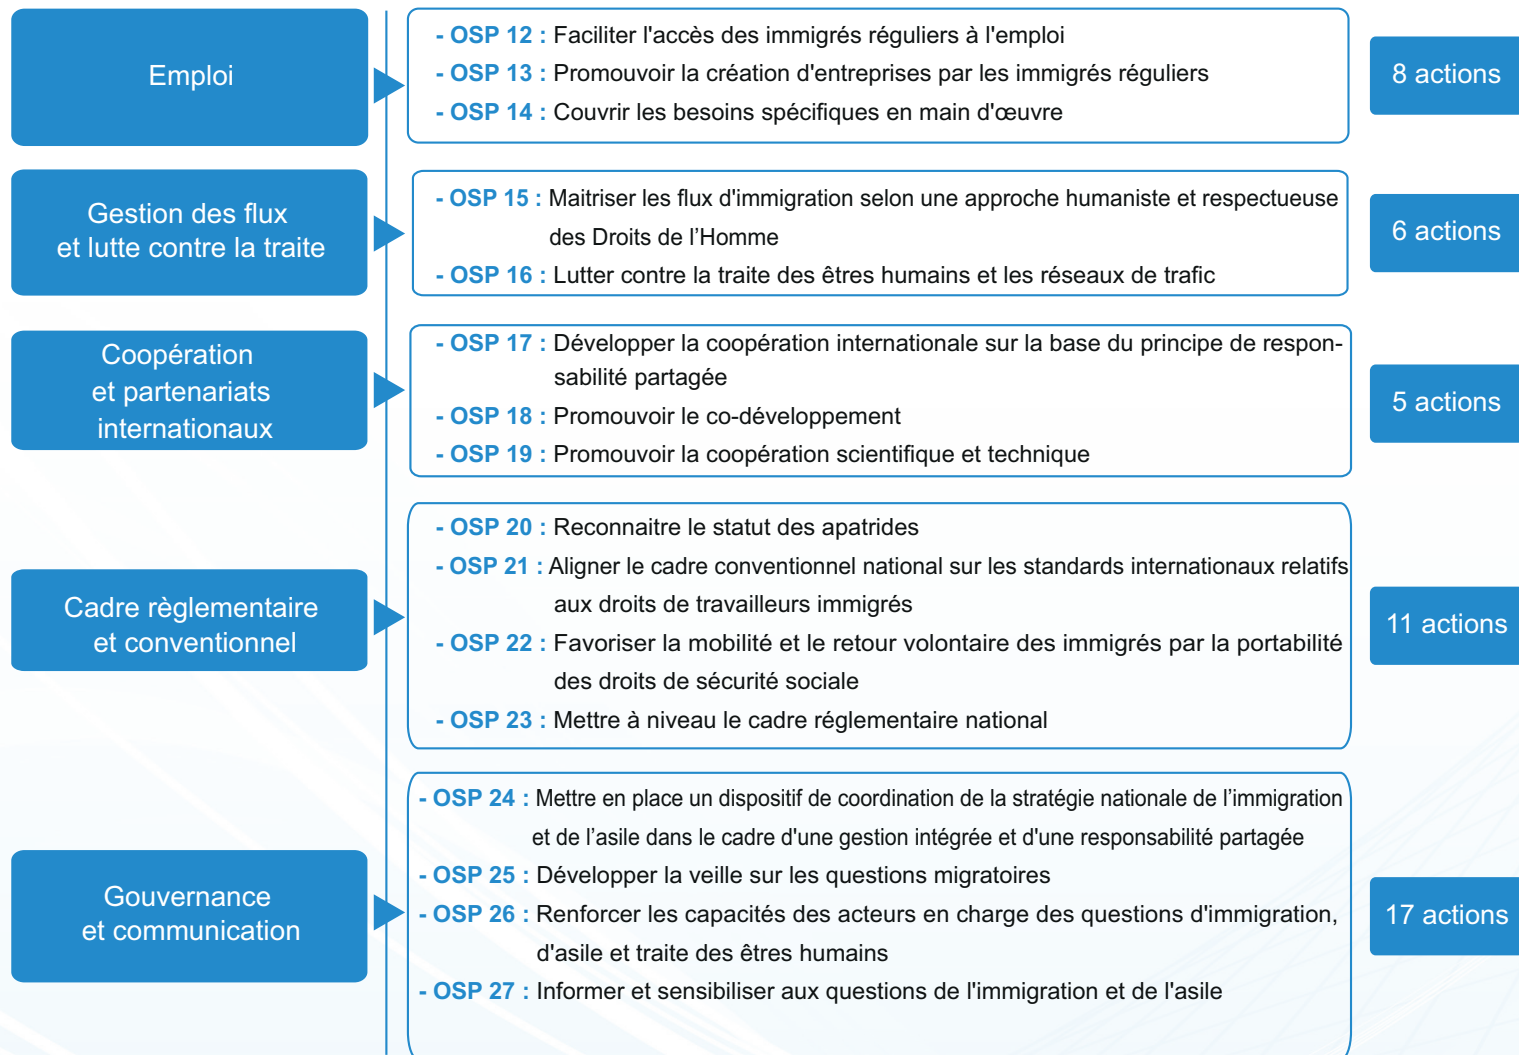 Emploi
- OSP 12 : Faciliter l'accès des immigrés réguliers à l'emploi
- OSP 13 : Promouvoir la création d'entreprises par les immigrés réguliers
- OSP 14 : Couvrir les besoins spécifiques en main d'œuvre
8 actions
Gestion des flux
et lutte contre la traite
- OSP 15 : Maitriser les flux d'immigration selon une approche humaniste et respectueuse
des Droits de l’Homme
- OSP 16 : Lutter contre la traite des êtres humains et les réseaux de trafic
6 actions
Coopération
et partenariats
internationaux
- OSP 17 : Développer la coopération internationale sur la base du principe de respon-
sabilité partagée
- OSP 18 : Promouvoir le co-développement
- OSP 19 : Promouvoir la coopération scientifique et technique
5 actions
Cadre règlementaire
et conventionnel
- OSP 20 : Reconnaitre le statut des apatrides
- OSP 21 : Aligner le cadre conventionnel national sur les standards internationaux relatifs
aux droits de travailleurs immigrés
- OSP 22 : Favoriser la mobilité et le retour volontaire des immigrés par la portabilité
des droits de sécurité sociale
- OSP 23 : Mettre à niveau le cadre réglementaire national
11 actions
Gouvernance
et communication
- OSP 24 : Mettre en place un dispositif de coordination de la stratégie nationale de l’immigration
et de l’asile dans le cadre d'une gestion intégrée et d'une responsabilité partagée
- OSP 25 : Développer la veille sur les questions migratoires
- OSP 26 : Renforcer les capacités des acteurs en charge des questions d'immigration,
d'asile et traite des êtres humains
- OSP 27 : Informer et sensibiliser aux questions de l'immigration et de l'asile
17 actions